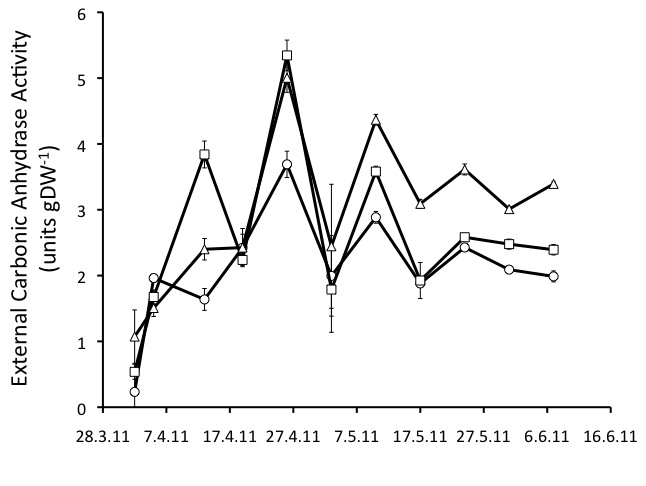 External Carbonic Anhydrase Activity
(units gDW⁻¹)
6
5
4
3
2
1
0
28.3.11 7.4.11 17.4.11 27.4.11 7.5.11 17.5.11 27.5.11 6.6.11 16.6.11